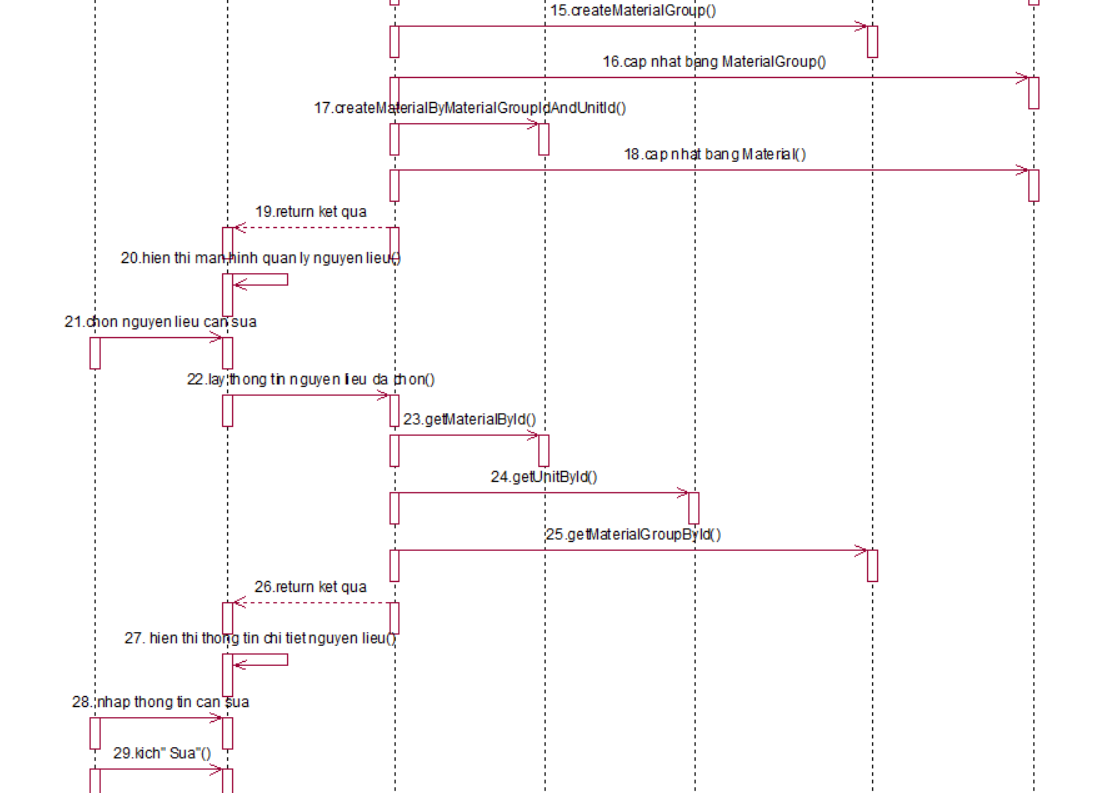 15.createMaterialGroup()
16.cap nhat bang MaterialGroup()
17.createMaterialByMaterialGroupIdAndUnitId()
18.cap nhat bang Material()
19.return ket qua
20.hien thi man hinh quan ly nguyen lieu()
21.chon nguyen lieu can sua
22.lay thong tin nguyen lieu da chon()
23.getMaterialById()
24.getUnitById()
25.getMaterialGroupById()
26.return ket qua
27. hien thi thong tin chi tiet nguyen lieu()
28. nhap thong tin can sua
29.kich" Sua"()